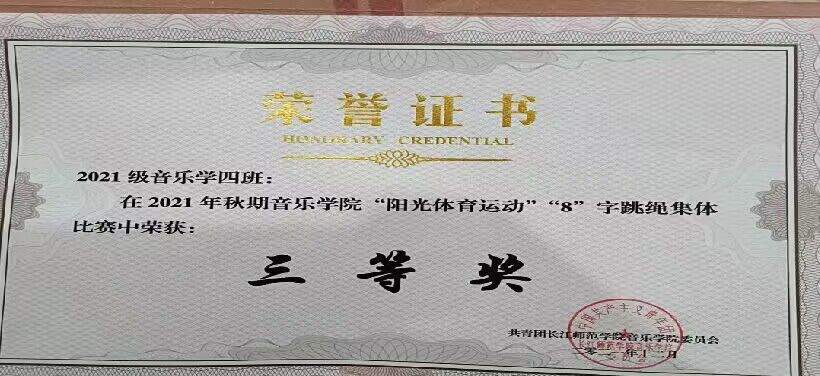 荣誉证书
HONORARY CREDENTIAL
2021 级音乐学四班：
在 2021 年秋期音乐学院“阳光体育运动”“8”字跳绳集体
比赛中荣获：
三等奖
共青团长江师范学院音乐学院委员会